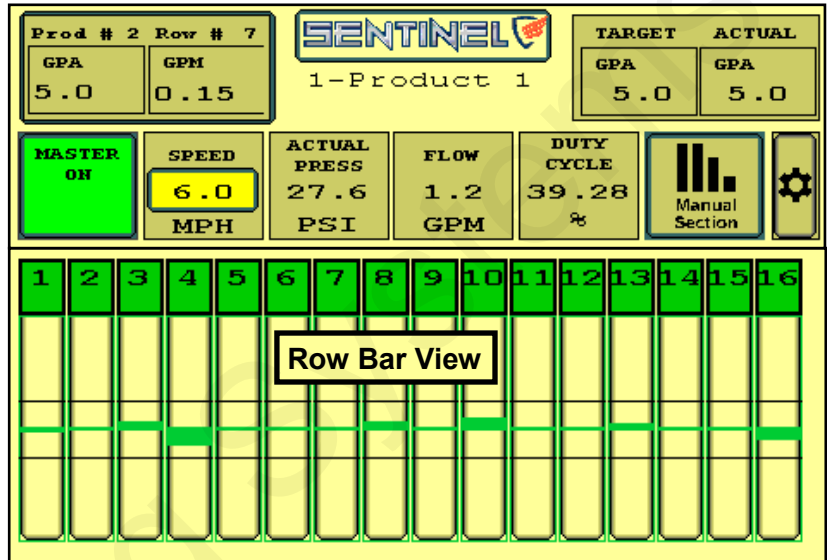 Prod # 2 Row # 7
GPA GPM
5.0 0.15
SENTINEL
1-Product 1
TARGET ACTUAL
GPA GPA
5.0 5.0
MASTER
ON
SPEED
6.0
MPH
ACTUAL
PRESS
27.6
PSI
FLOW
1.2
GPM
DUTY
CYCLE
39.28
%
Manual
Section
1 2 3 4 5 6 7 8 9 10 11 12 13 14 15 16
Row Bar View